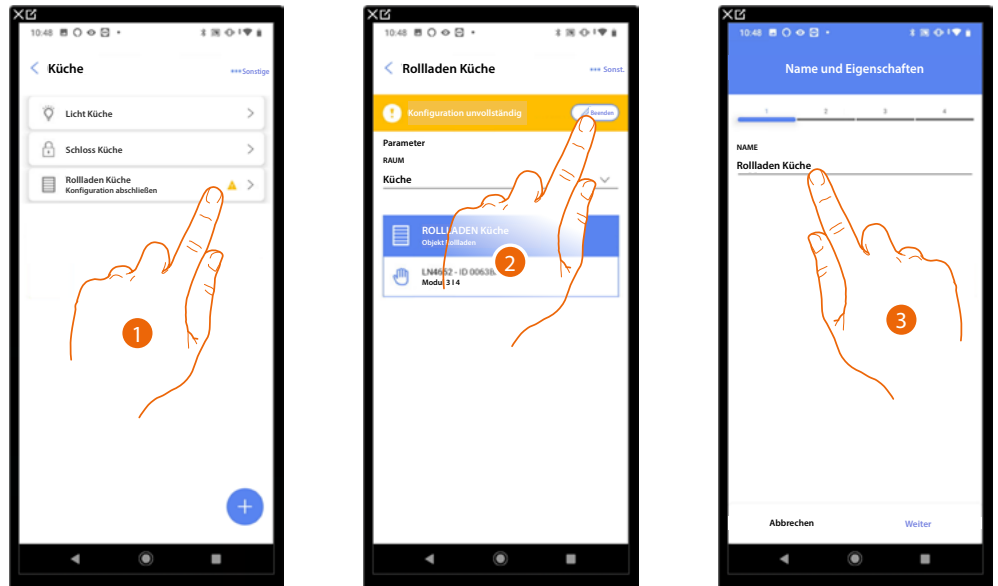 10:48
Küche
Sonstige
Licht Küche
Schloss Küche
Rollladen Küche
Konfiguration abschließen
1
10:48
Rollladen Küche
Sonst.
Konfiguration unvollständig
Beenden
Parameter
RAUM
Küche
ROLLLADEN Küche
Objekt Rollladen
LN4652 - ID 0063
Modul 3 I 4
2
10:48
Name und Eigenschaften
1 2 3 4
NAME
Rollladen Küche
3
Abbrechen
Weiter